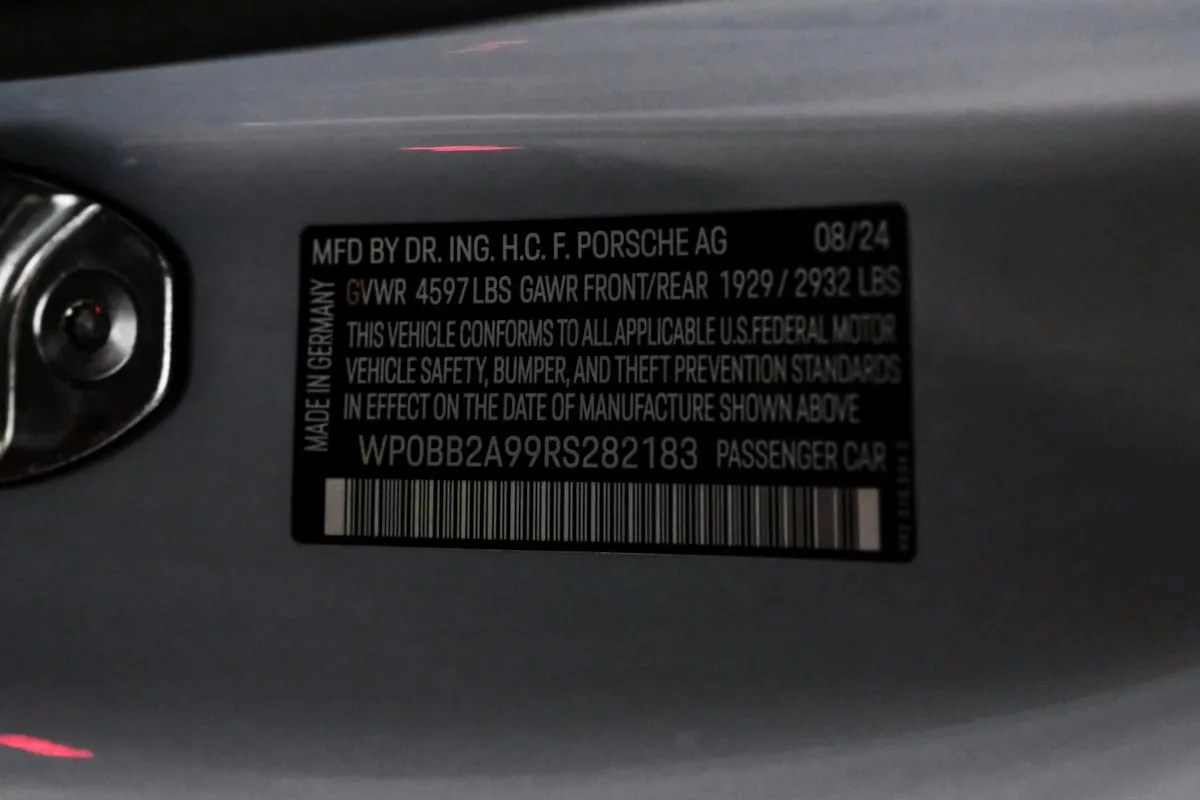 MFD BY DR. ING. H.C. F. PORSCHE AG 08/24
GVWR 4597 LBS GAWR FRONT/REAR 1929 / 2932 LBS
THIS VEHICLE CONFORMS TO ALL APPLICABLE U.S.FEDERAL MOTOR
VEHICLE SAFETY, BUMPER, AND THEFT PREVENTION STANDARDS
IN EFFECT ON THE DATE OF MANUFACTURE SHOWN ABOVE
WP0BB2A99RS282183 PASSENGER CAR
MADE IN GERMANY